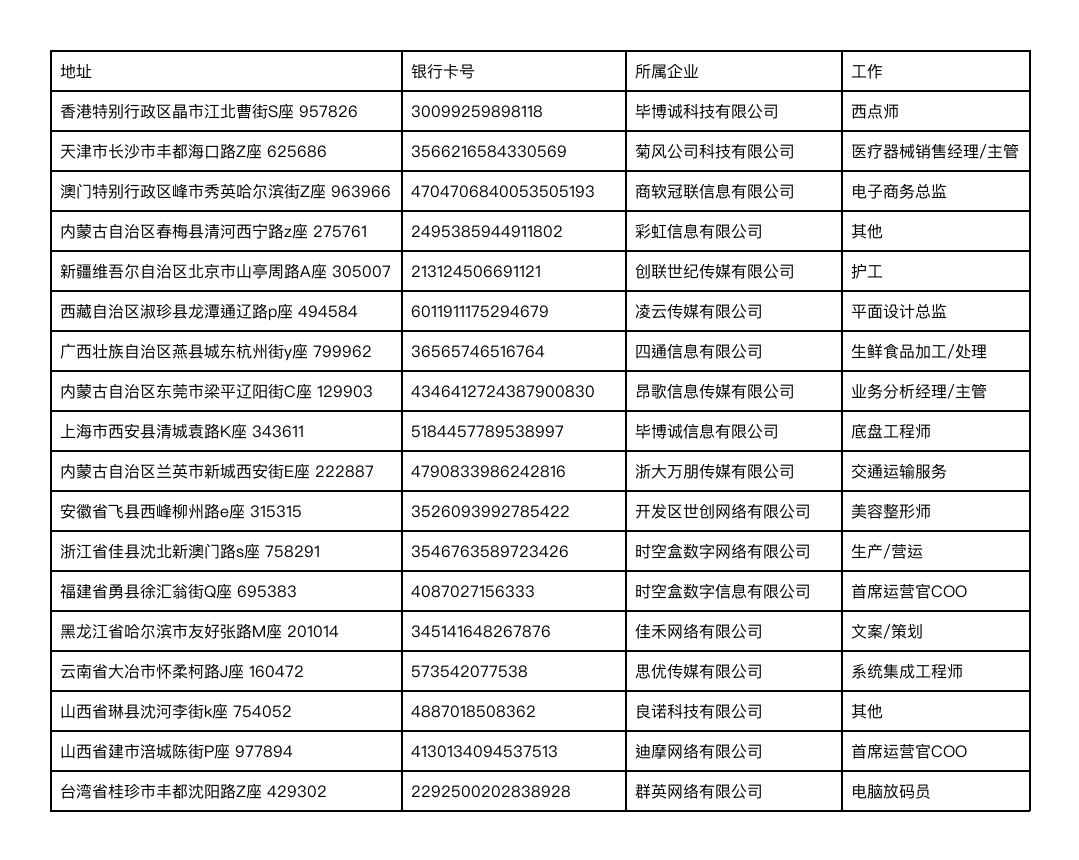 地址 银行卡号 所属企业 工作
香港特别行政区晶市江北曹街S座 957826 30099259898118 毕博诚科技有限公司 西点师
天津市长沙市丰都海口路Z座 625686 3566216584330569 菊风公司科技有限公司 医疗器械销售经理/主管
澳门特别行政区峰市秀英哈尔滨街Z座 963966 4704706840053505193 商软冠联信息有限公司 电子商务总监
内蒙古自治区春梅县清河西宁路z座 275761 2495385944911802 彩虹信息有限公司 其他
新疆维吾尔自治区北京市山亭周路A座 305007 213124506691121 创联世纪传媒有限公司 护工
西藏自治区淑珍县龙潭通辽路p座 494584 6011911175294679 凌云传媒有限公司 平面设计总监
广西壮族自治区燕县城东杭州街y座 799962 36565746516764 四通信息有限公司 生鲜食品加工/处理
内蒙古自治区东莞市梁平辽阳街C座 129903 4346412724387900830 昂歌信息传媒有限公司 业务分析经理/主管
上海市西安县清城袁路K座 343611 5184457789538997 毕博诚信息有限公司 底盘工程师
内蒙古自治区兰英市新城西安街E座 222887 4790833986242816 浙大万朋传媒有限公司 交通运输服务
安徽省飞县西峰柳州路e座 315315 3526093992785422 开发区世创网络有限公司 美容整形师
浙江省佳县沈北新澳门路s座 758291 3546763589723426 时空盒数字网络有限公司 生产/营运
福建省勇县徐汇翁街Q座 695383 4087027156333 时空盒数字信息有限公司 首席运营官COO
黑龙江省哈尔滨市友好张路M座 201014 345141648267876 佳禾网络有限公司 文案/策划
云南省大冶市怀柔柯路J座 160472 573542077538 思优传媒有限公司 系统集成工程师
山西省琳县沈河李街k座 754052 4887018508362 良诺科技有限公司 其他
山西省建市涪城陈街P座 977894 4130134094537513 迪摩网络有限公司 首席运营官COO
台湾省桂珍市丰都沈阳路Z座 429302 2292500202838928 群英网络有限公司 电脑放码员